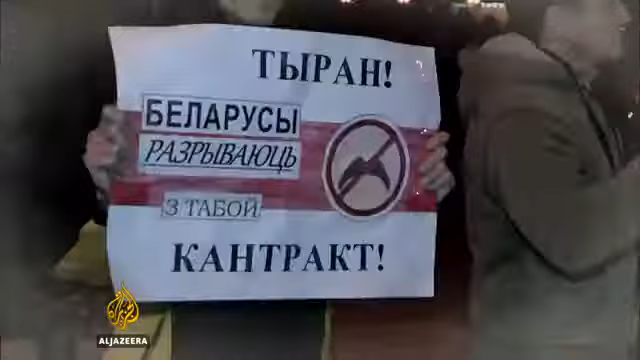 ТЫРАН!
БЕЛАРУСЫ
РАЗРЫВАЮЦЬ
З ТАБОЙ
КАНТРАКТ!
ALJAZEERA